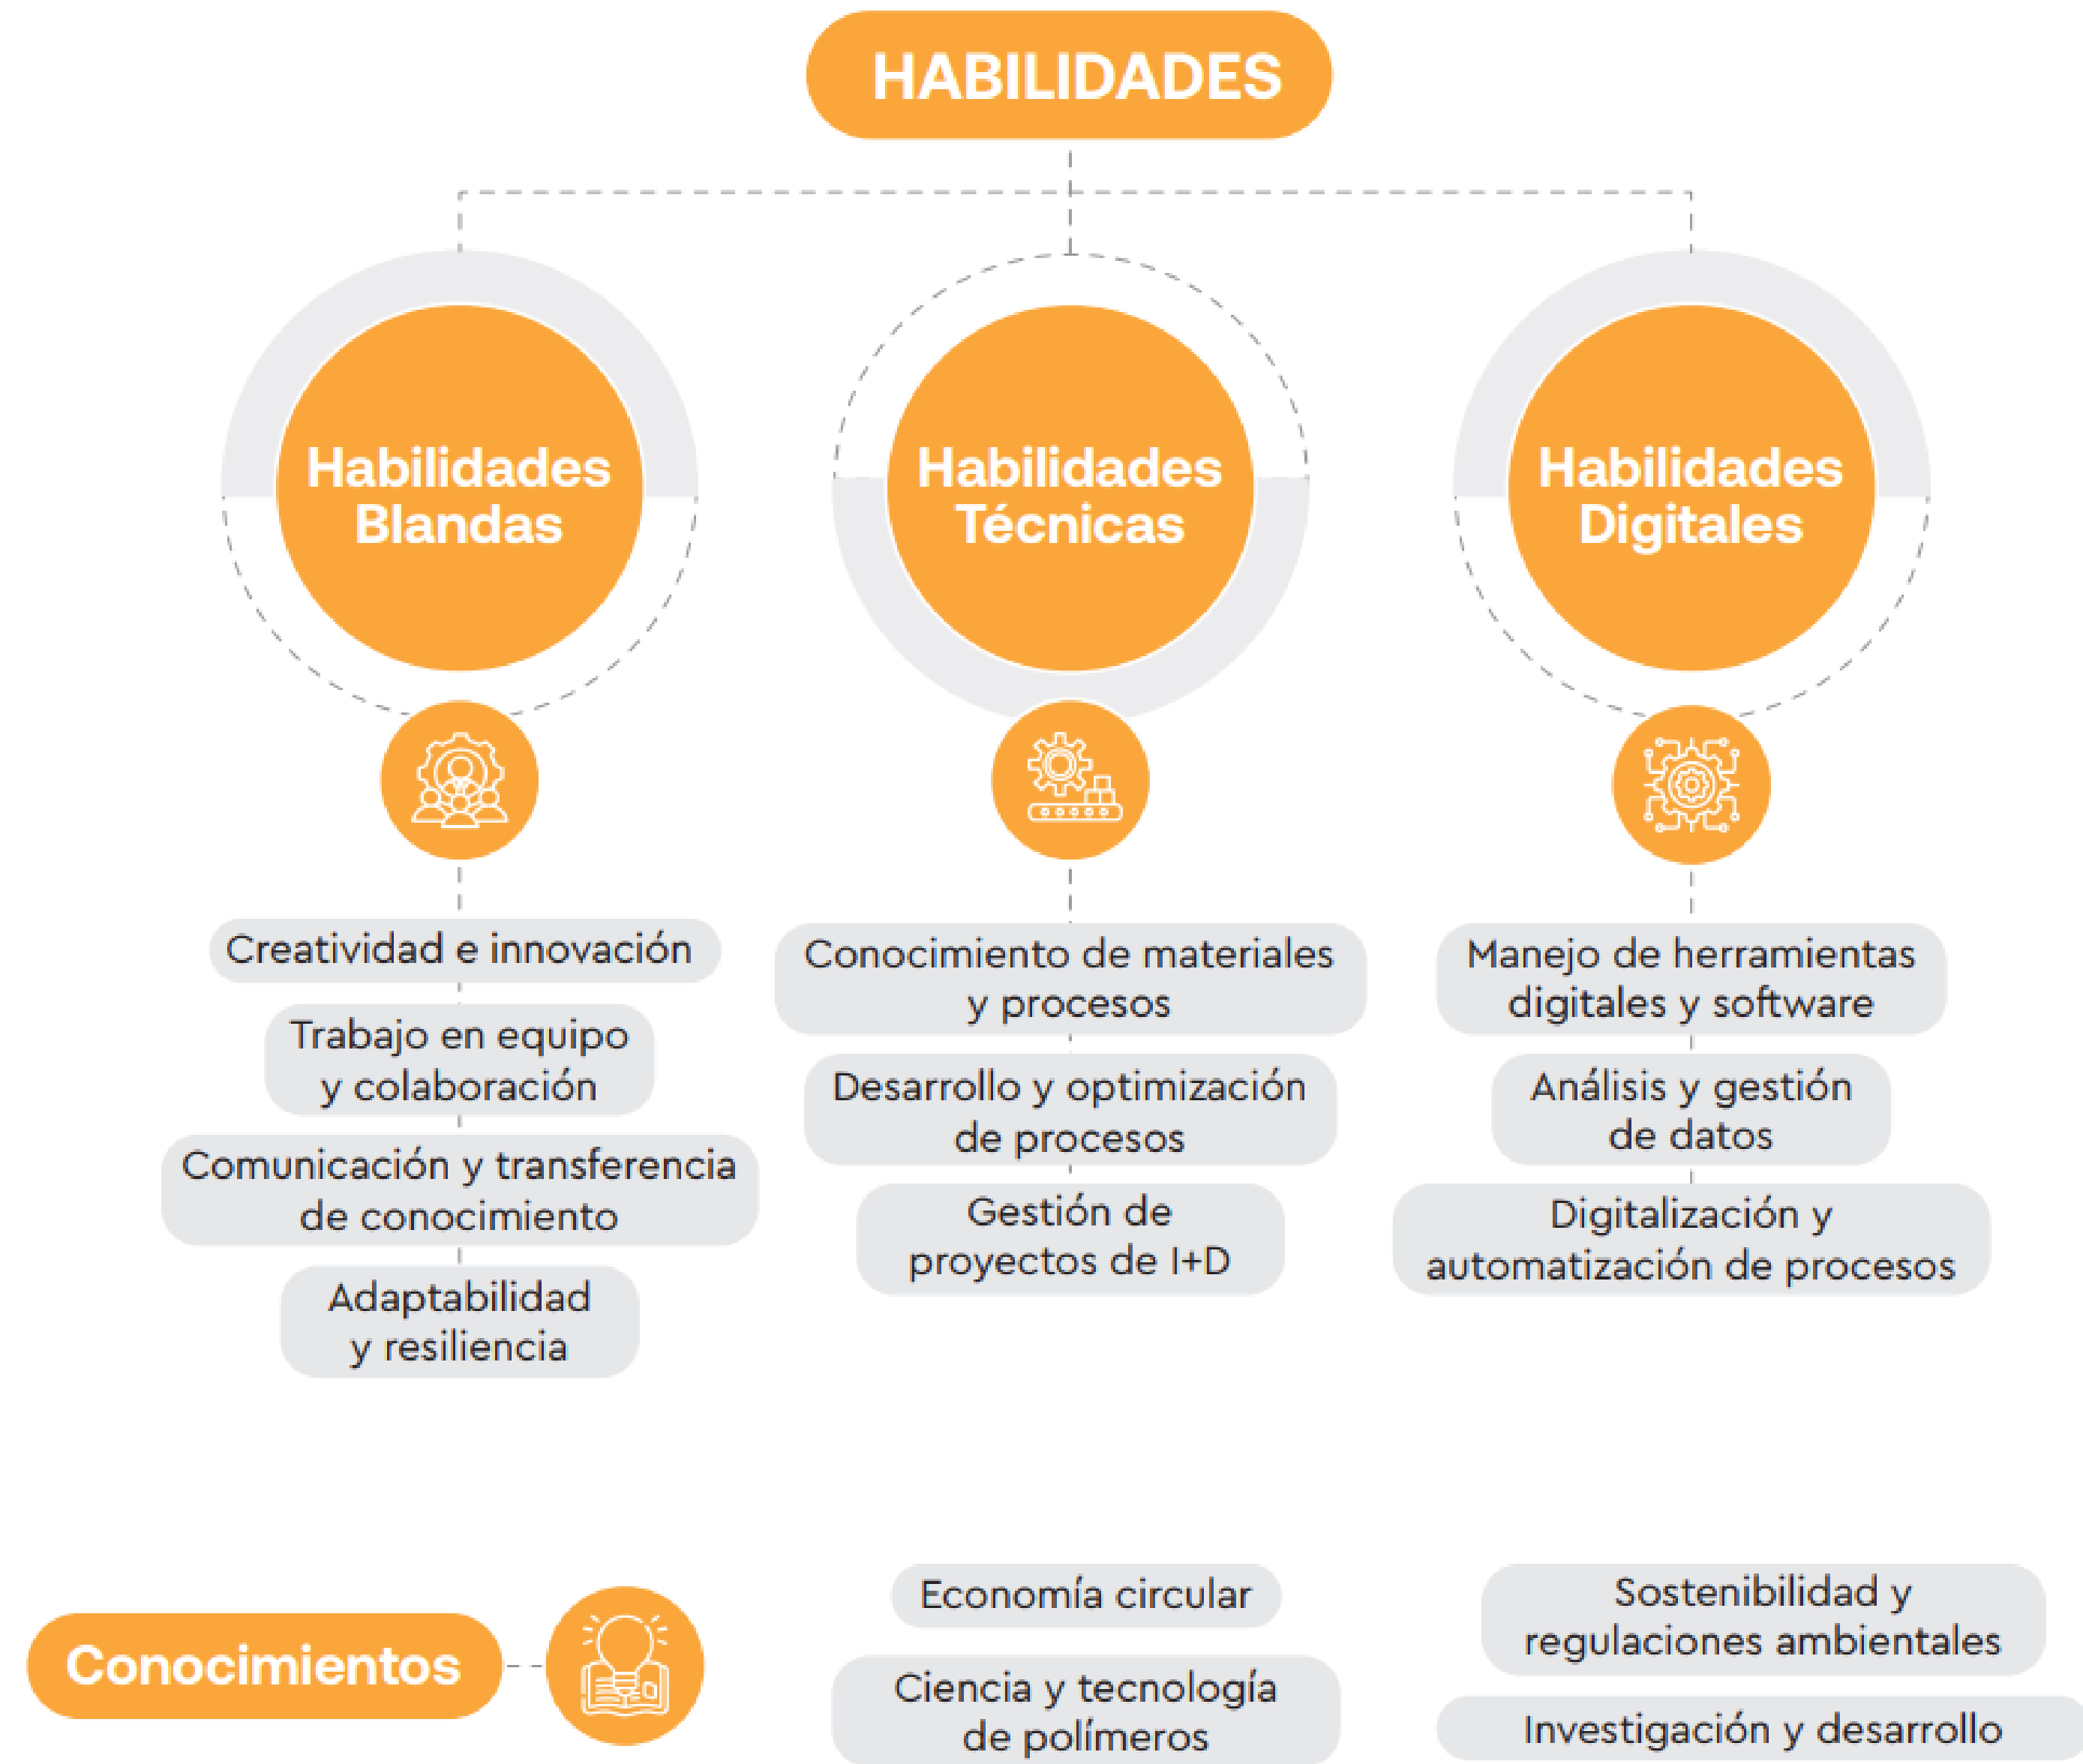 HABILIDADES
Habilidades
Blandas
Creatividad e innovación
Trabajo en equipo
y colaboración
Comunicación y transferencia
de conocimiento
Adaptabilidad
y resiliencia
Habilidades
Técnicas
Conocimiento de materiales
y procesos
Desarrollo y optimización
de procesos
Gestión de
proyectos de I+D
Habilidades
Digitales
Manejo de herramientas
digitales y software
Análisis y gestión
de datos
Digitalización y
automatización de procesos
Conocimientos
Economía circular
Ciencia y tecnología
de polímeros
Sostenibilidad y
regulaciones ambientales
Investigación y desarrollo